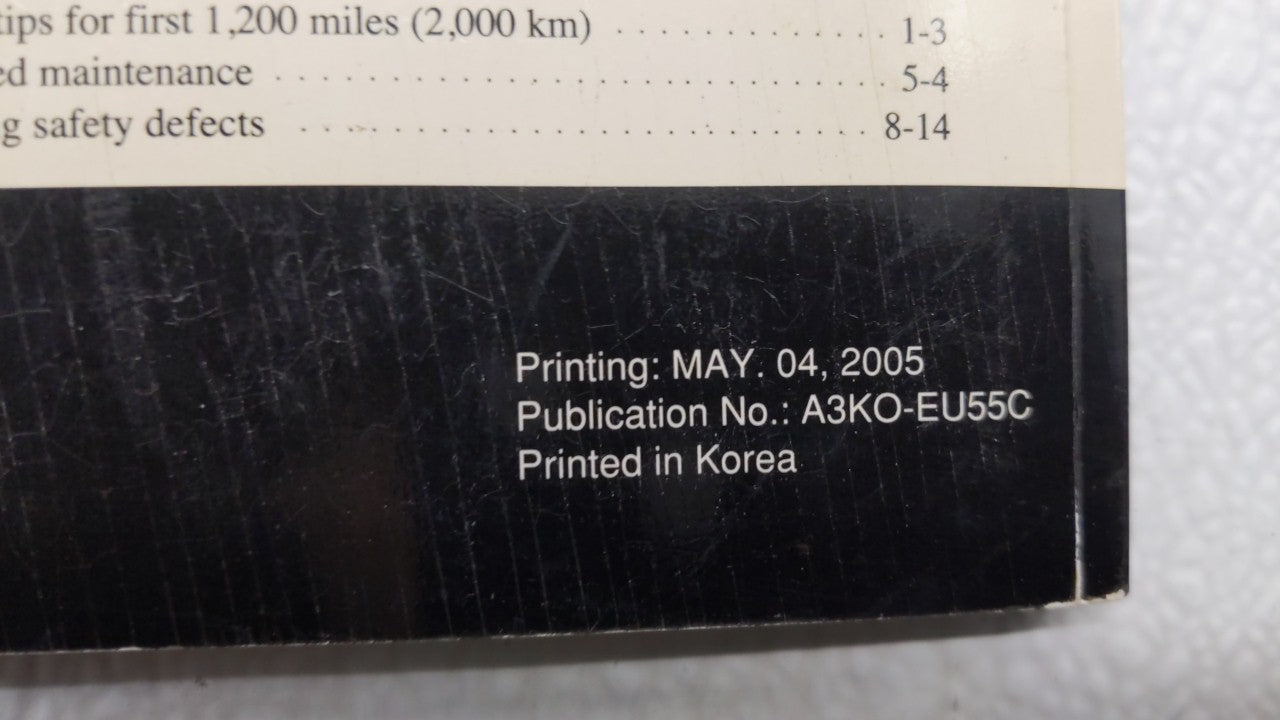 tips for first 1,200 miles (2,000 km) . . . . . . . . . . . . . 1-3
ed maintenance . . . . . . . . . . . . . . . . . . . . . . . . . . . . . 5-4
g safety defects . . . . . . . . . . . . . . . . . . . . . . . . . . . 8-14
Printing: MAY. 04, 2005
Publication No.: A3KO-EU55C
Printed in Korea